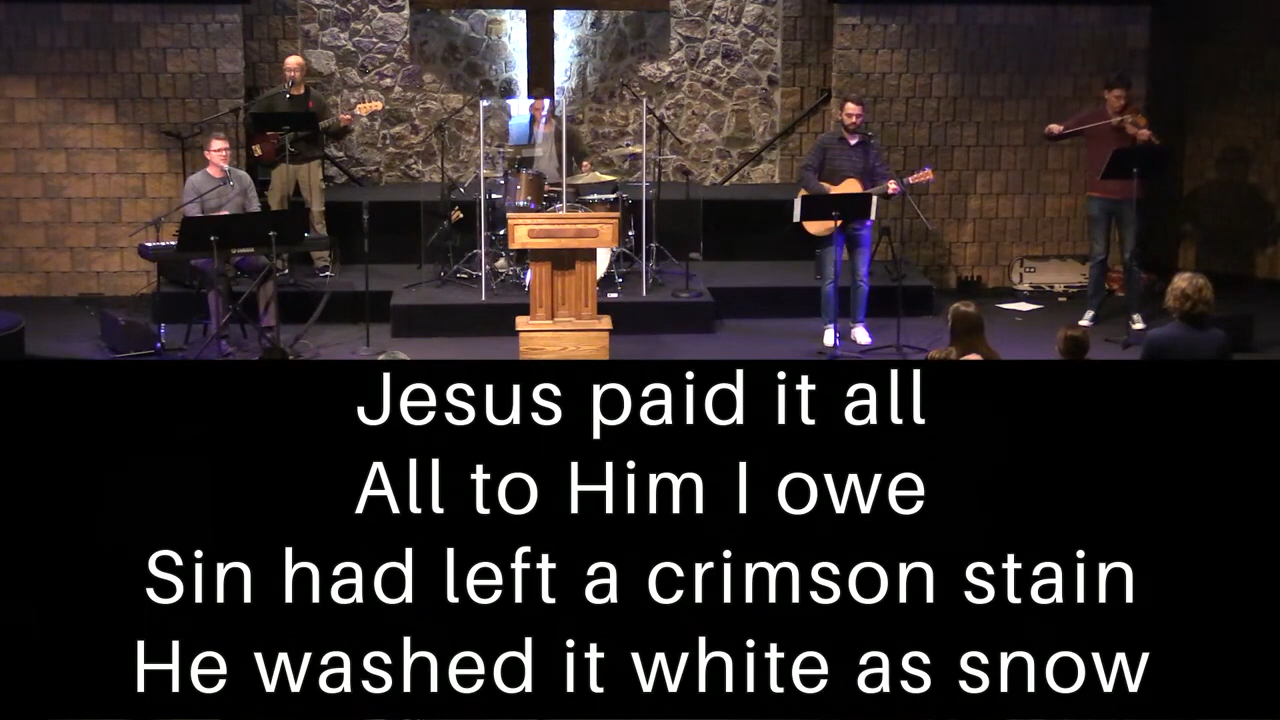 Jesus paid it all
All to Him I owe
Sin had left a crimson stain
He washed it white as snow